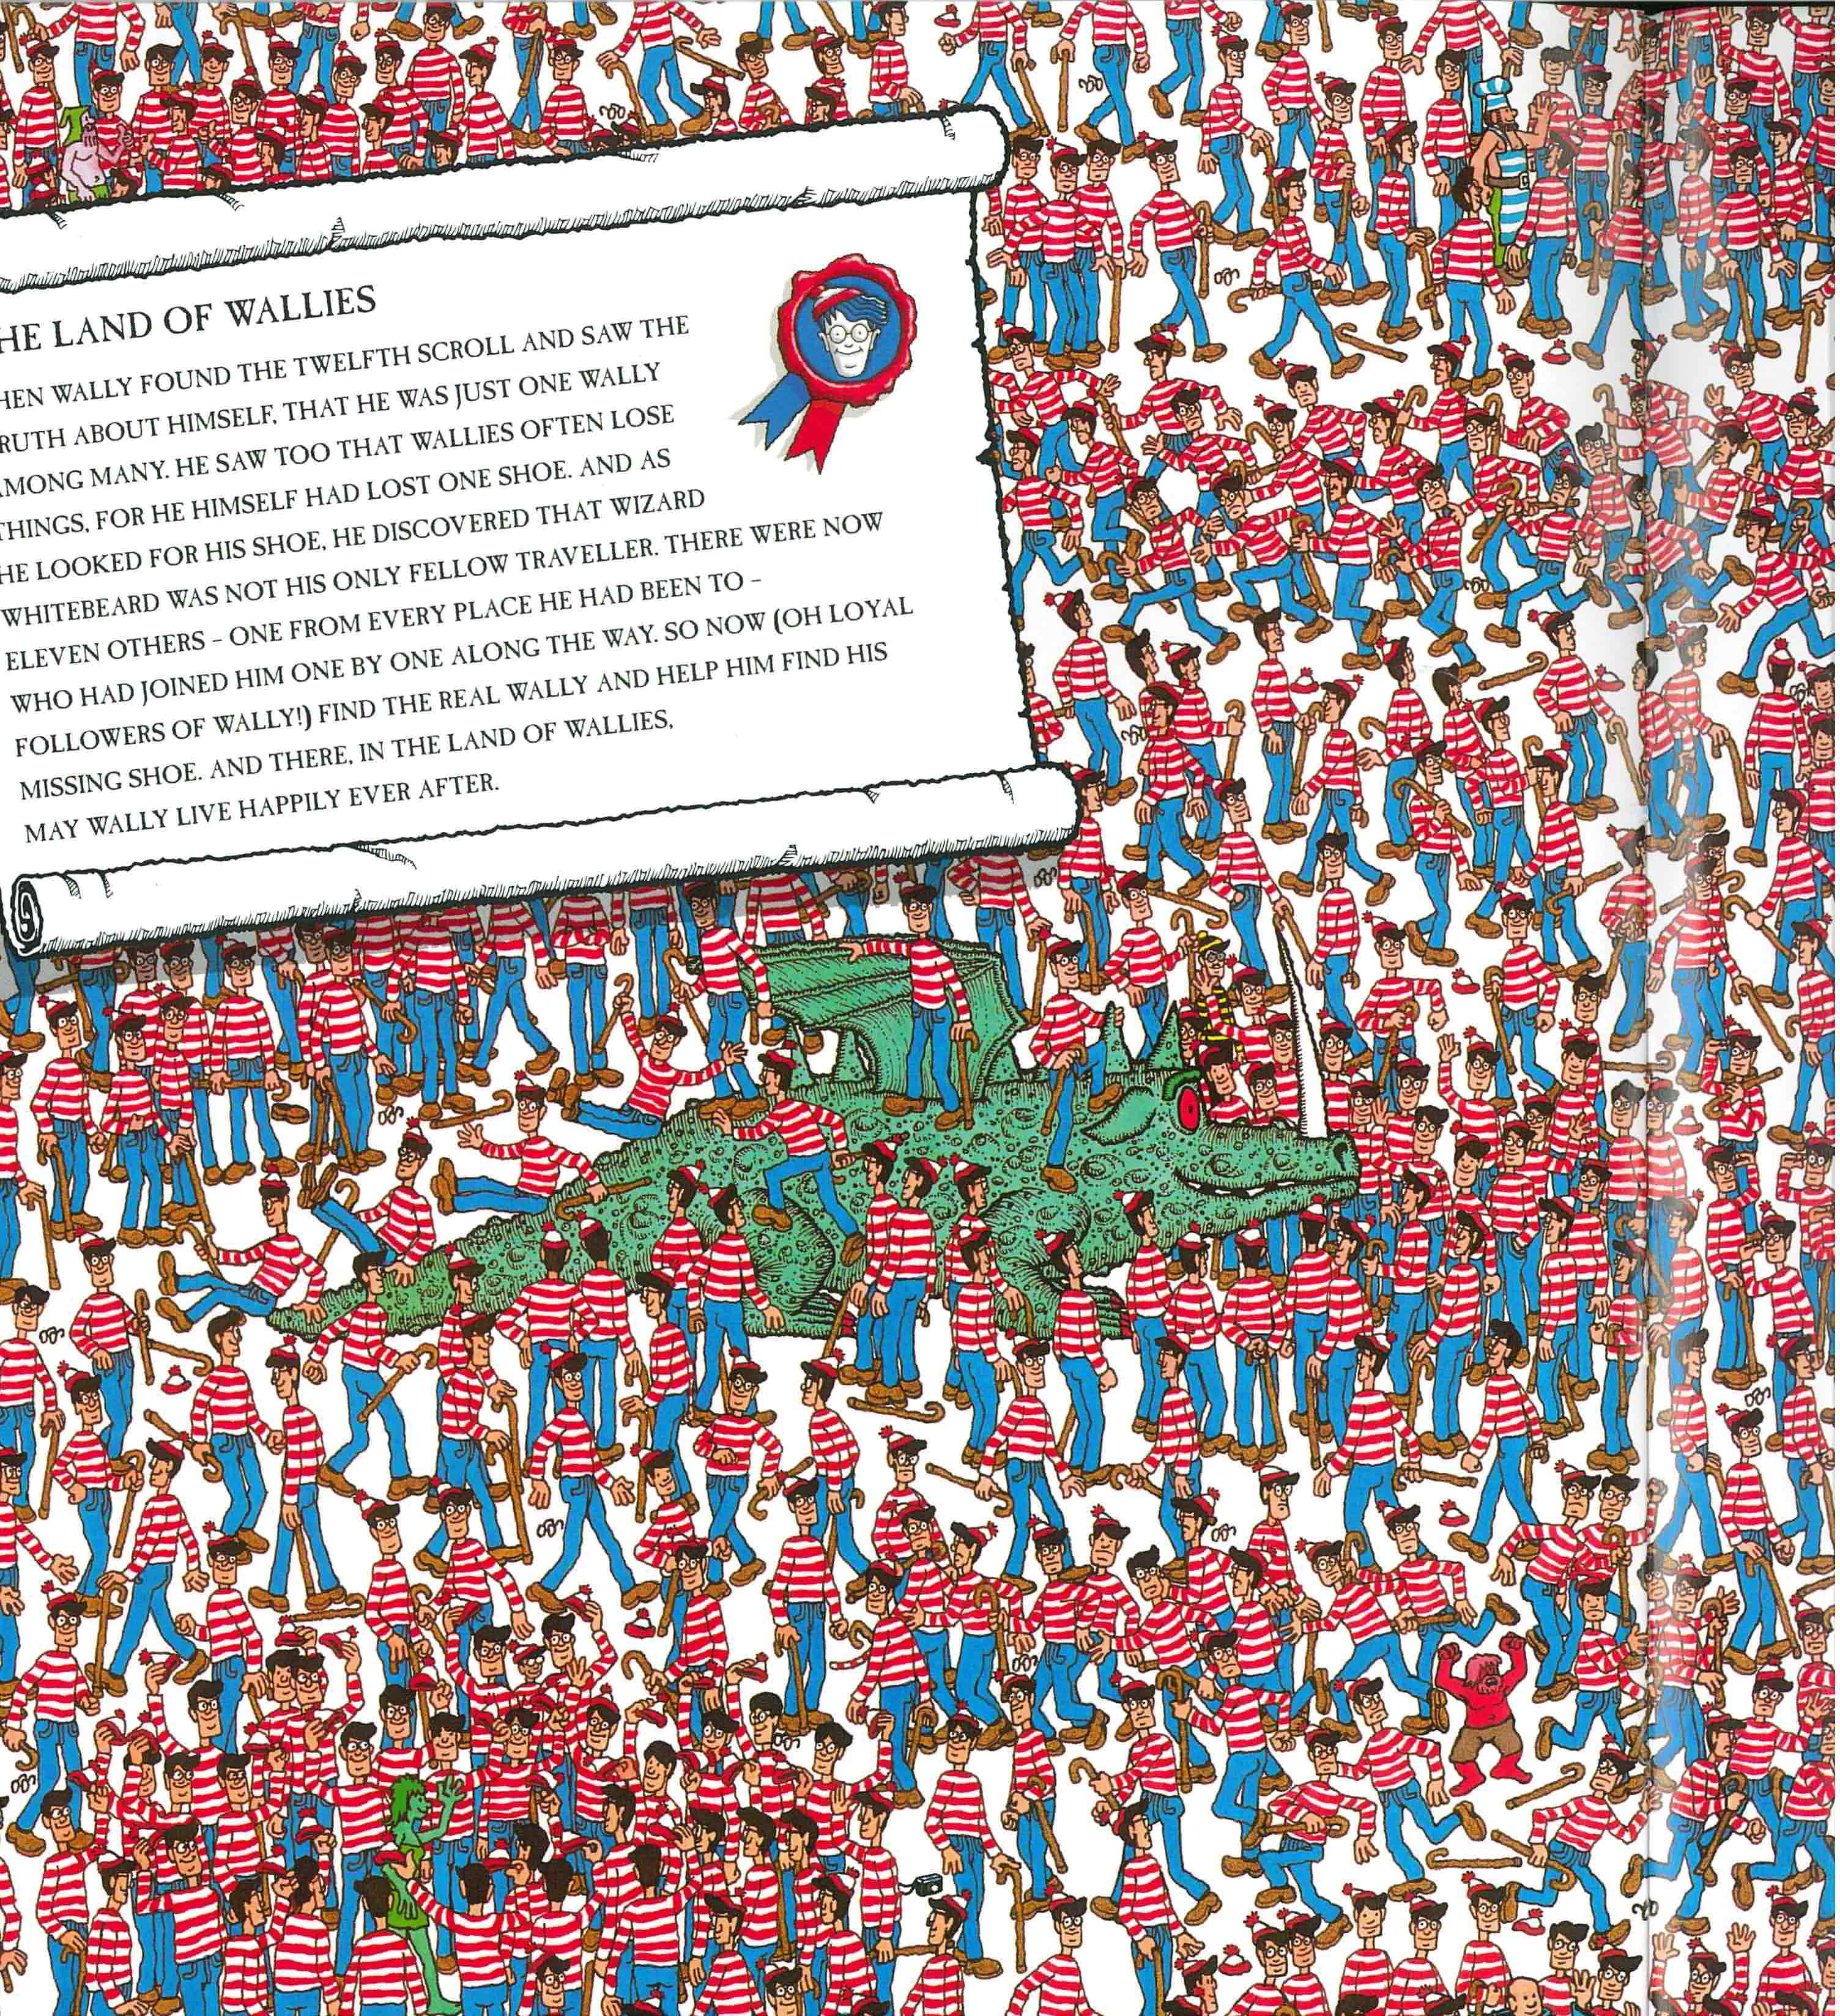 HE LAND OF WALLIES
HEN WALLY FOUND THE TWELFTH SCROLL AND SAW THE
RUTH ABOUT HIMSELF, THAT HE WAS JUST ONE WALLY
AMONG MANY. HE SAW TOO THAT WALLIES OFTEN LOSE
THINGS, FOR HE HIMSELF HAD LOST ONE SHOE. AND AS
HE LOOKED FOR HIS SHOE, HE DISCOVERED THAT WIZARD
WHITEBEARD WAS NOT HIS ONLY FELLOW TRAVELLER. THERE WERE NOW
ELEVEN OTHERS – ONE FROM EVERY PLACE HE HAD BEEN TO –
WHO HAD JOINED HIM ONE BY ONE ALONG THE WAY. SO NOW (OH LOYAL
FOLLOWERS OF WALLY!) FIND THE REAL WALLY AND HELP HIM FIND HIS
MISSING SHOE. AND THERE, IN THE LAND OF WALLIES,
MAY WALLY LIVE HAPPILY EVER AFTER.